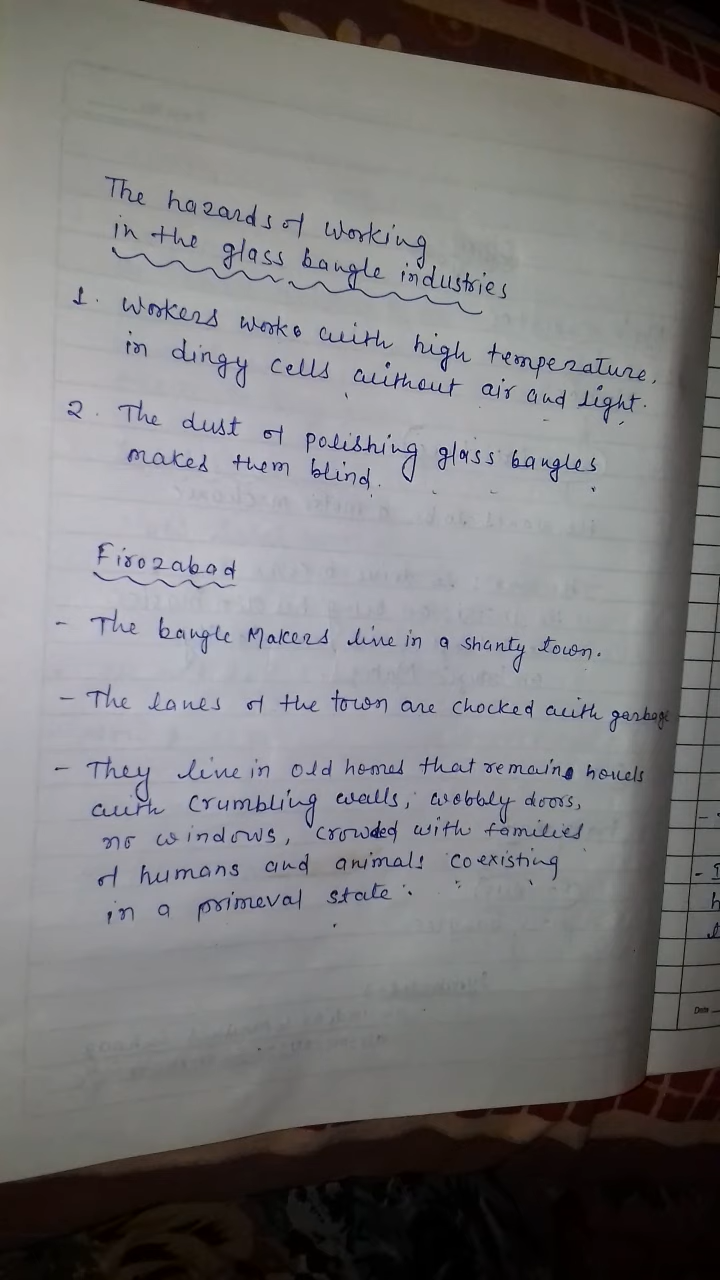 The hazards of working
in the glass bangle industries
1. Workers works with high temperature,
in dingy cells without air and light.
2. The dust of polishing glass bangles
makes them blind.
Firozabad
- The bangle Makers live in a shanty town.
- The lanes of the town are chocked with garbage
- They live in old homes that remains hovels
with crumbling walls, wobbly doors,
no windows, crowded with families
of humans and animals coexisting
in a primeval state.
Date